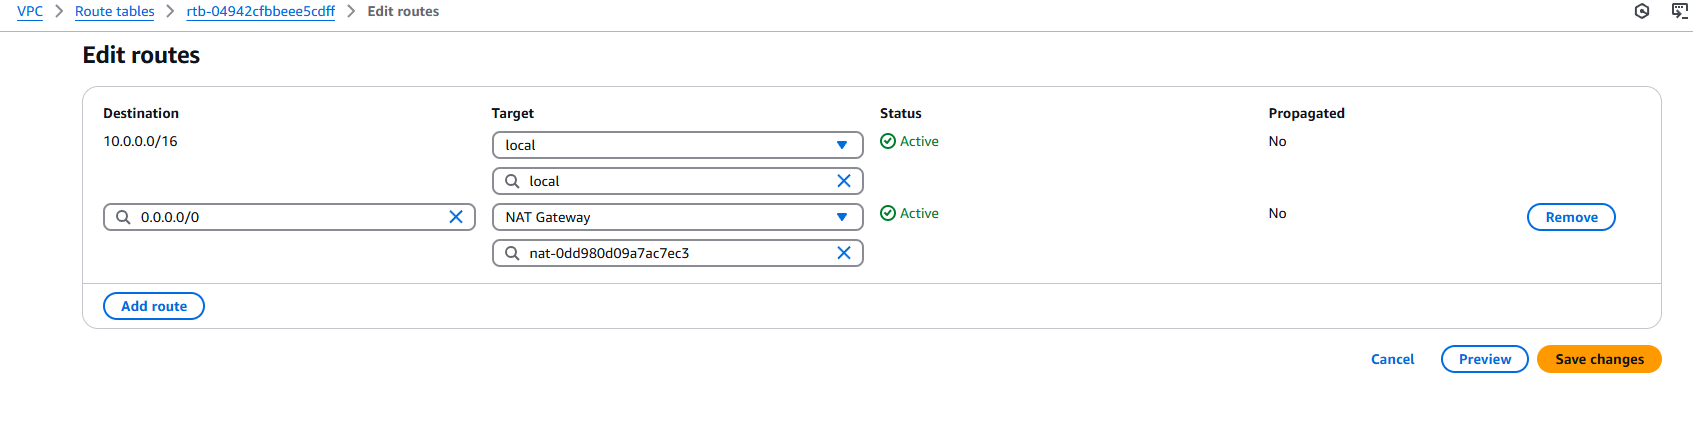 VPC > Route tables > rtb-04942cfbbeee5cdff > Edit routes
Edit routes
Destination Target Status Propagated
10.0.0.0/16 local Active No
local
0.0.0.0/0 NAT Gateway Active No Remove
nat-0dd980d09a7ac7ec3
Add route
Cancel Preview Save changes